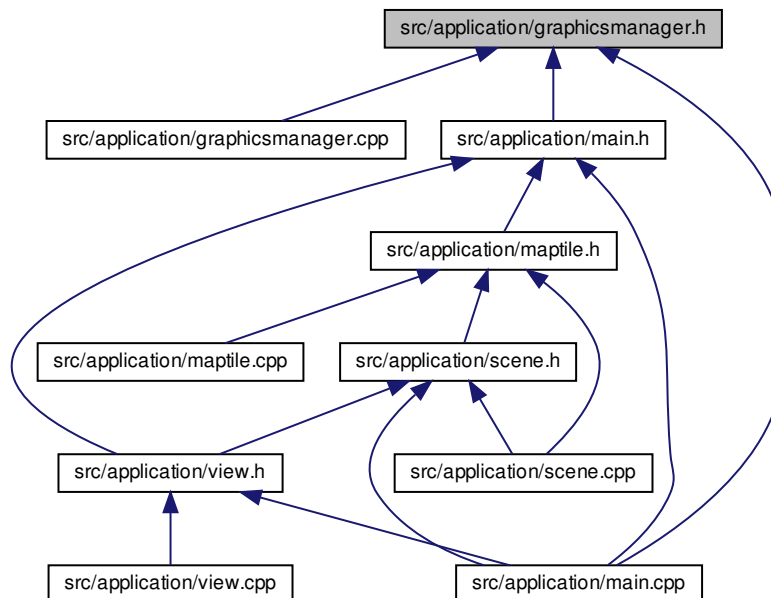 src/application/graphicsmanager.h
src/application/graphicsmanager.cpp
src/application/main.h
src/application/maptile.h
src/application/maptile.cpp
src/application/scene.h
src/application/view.h
src/application/scene.cpp
src/application/view.cpp
src/application/main.cpp